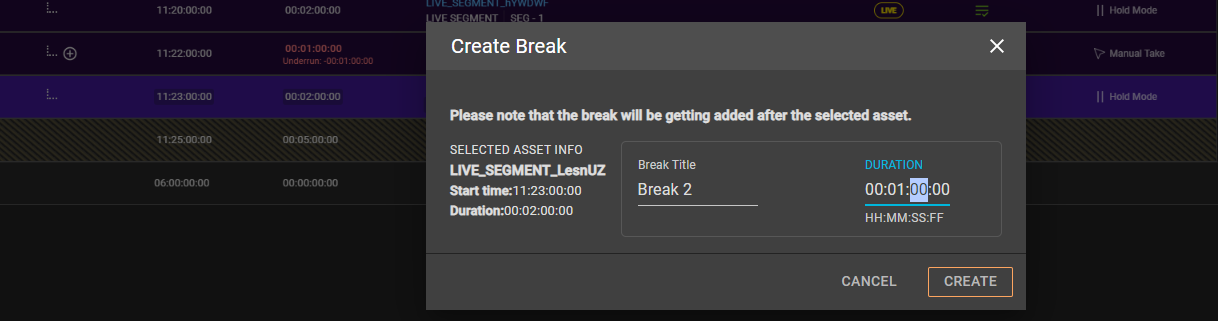 11:20:00:00 00:02:00:00 LIVE_SEGMENT_hYWDWF LIVE Hold Mode
LIVE SEGMENT SEG - 1
11:22:00:00 00:01:00:00 Manual Take
Underrun: -00:01:00:00
11:23:00:00 00:02:00:00 Hold Mode
11:25:00:00 00:05:00:00
06:00:00:00 00:00:00:00
Create Break
Please note that the break will be getting added after the selected asset.
SELECTED ASSET INFO
LIVE_SEGMENT_LesnUZ
Start time:11:23:00:00
Duration:00:02:00:00
Break Title
Break 2
DURATION
00:01:00:00
HH:MM:SS:FF
CANCEL CREATE